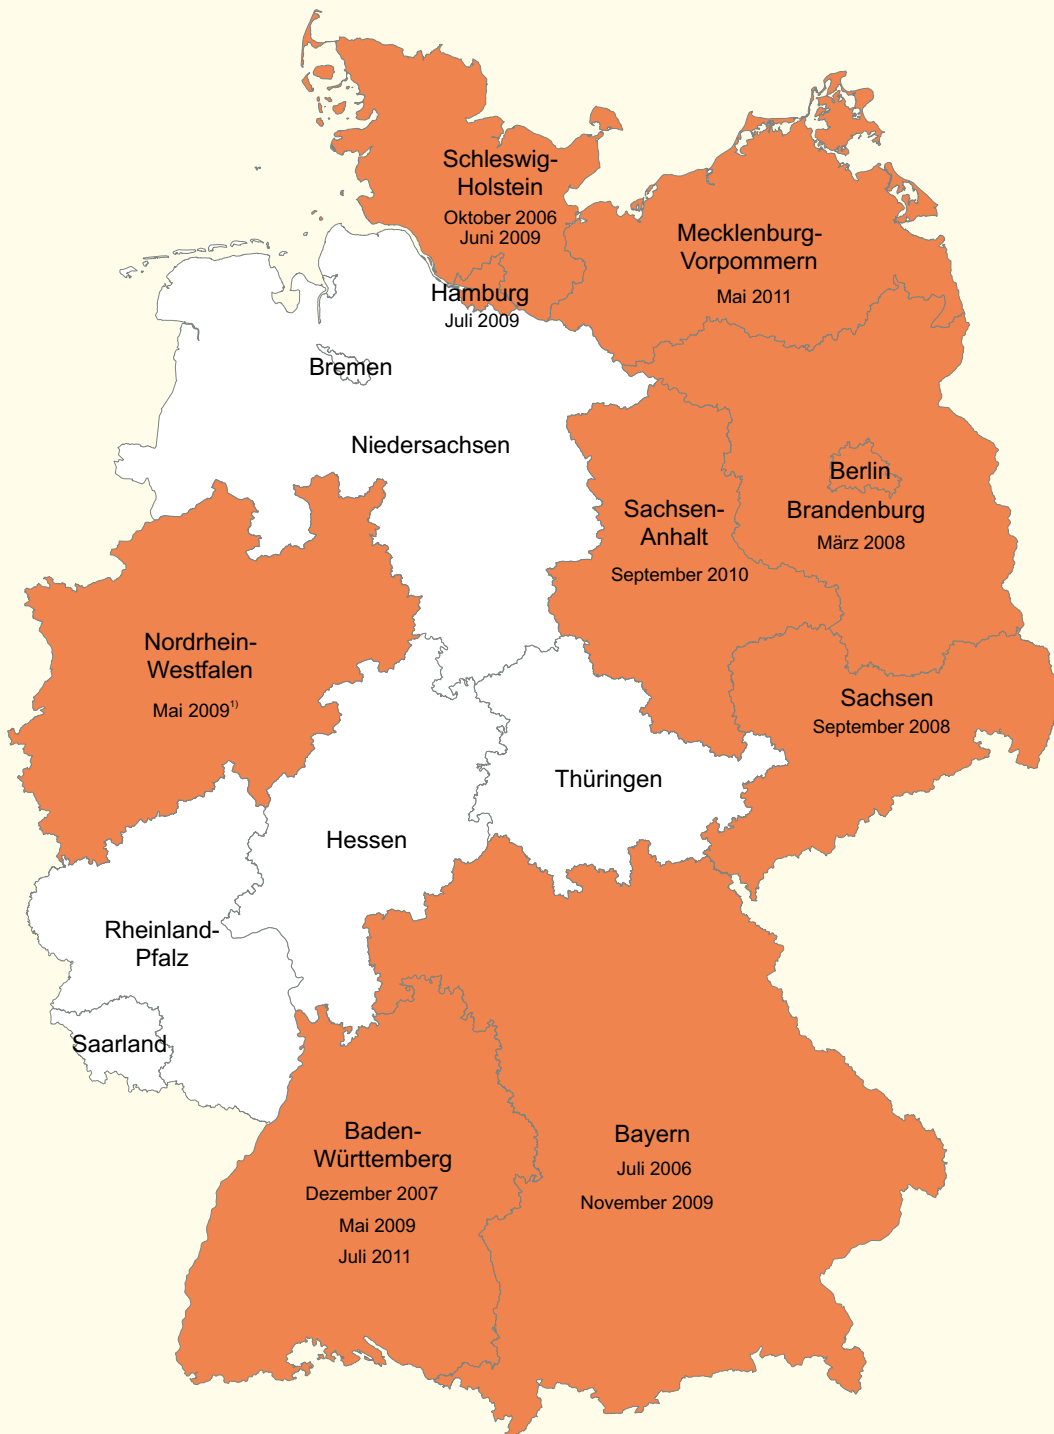 Schleswig-
Holstein
Oktober 2006
Juni 2009
Mecklenburg-
Vorpommern
Mai 2011
Hamburg
Juli 2009
Bremen
Niedersachsen
Berlin
Brandenburg
März 2008
Sachsen-
Anhalt
September 2010
Nordrhein-
Westfalen
Mai 2009¹⁾
Sachsen
September 2008
Thüringen
Hessen
Rheinland-
Pfalz
Saarland
Baden-
Württemberg
Dezember 2007
Mai 2009
Juli 2011
Bayern
Juli 2006
November 2009